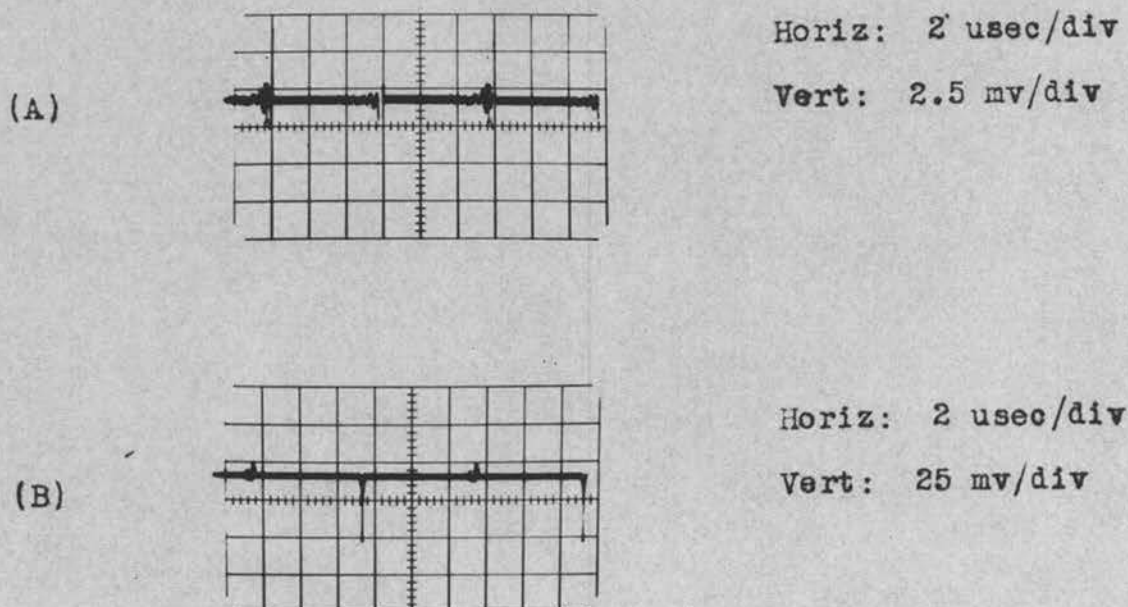 Horiz: 2 usec/div
(A)
Vert: 2.5 mv/div
Horiz: 2 usec/div
Vert: 25 mv/div
(B)